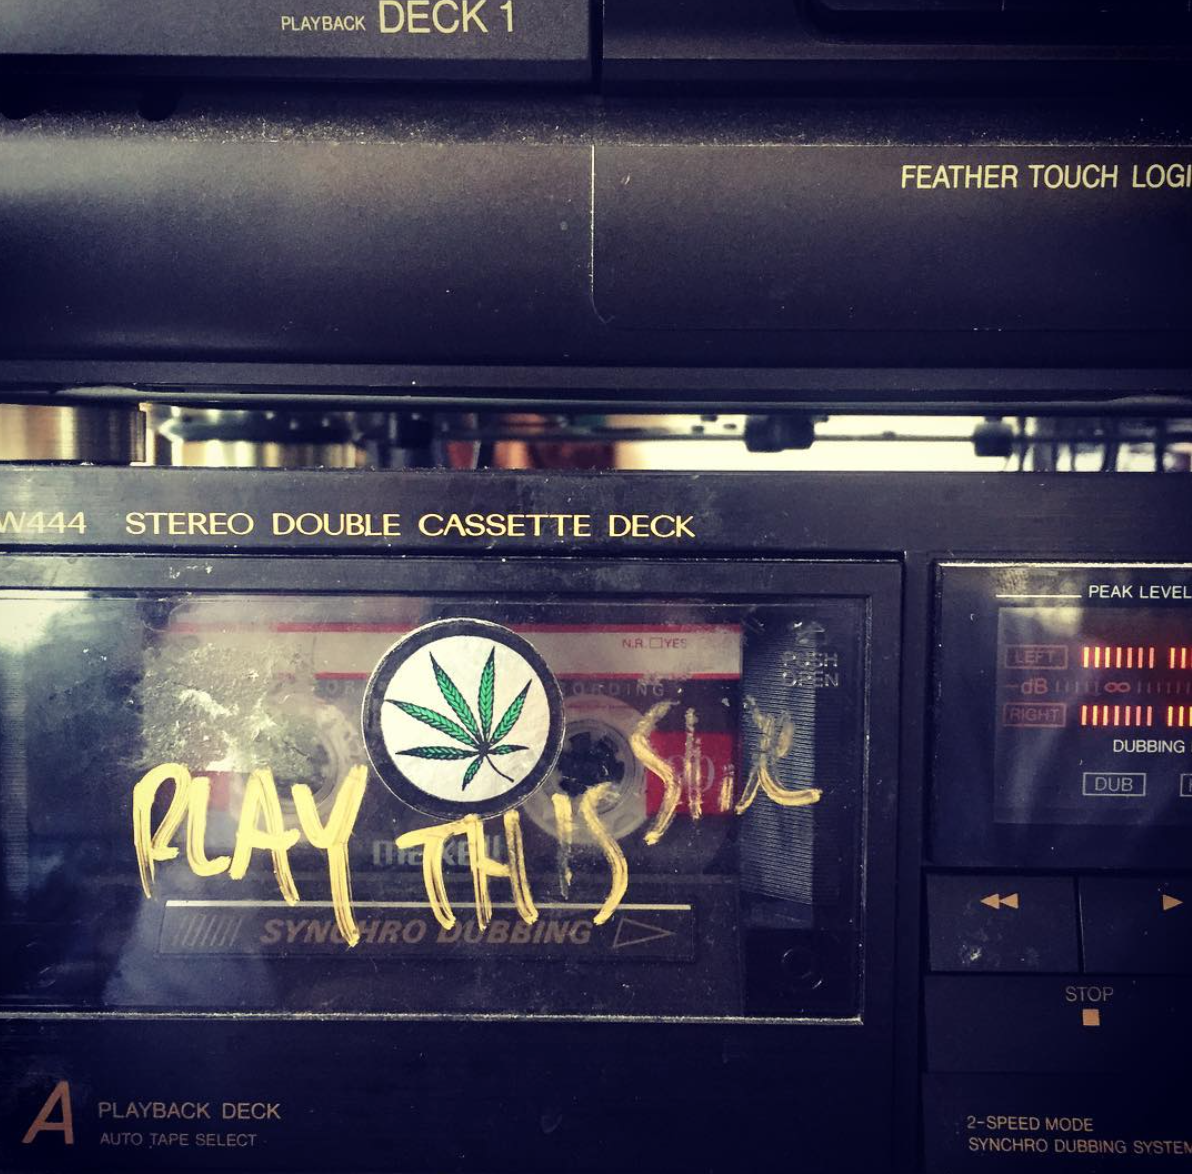 PLAYBACK DECK 1
FEATHER TOUCH LOGI
W444 STEREO DOUBLE CASSETTE DECK
PEAK LEVEL
N.R. YES
PUSH
OPEN
LEFT
-dB ∞
RIGHT
DUBBING
DUB
PLAY THIS
maxell
SYNCHRO DUBBING
STOP
A PLAYBACK DECK
AUTO TAPE SELECT
2-SPEED MODE
SYNCHRO DUBBING SYSTEM